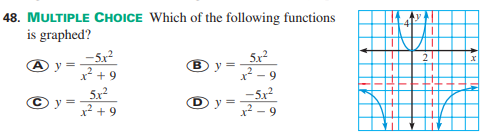 48. MULTIPLE CHOICE Which of the following functions
is graphed?
Ⓐ y = −5x² / x² + 9
Ⓑ y = 5x² / x² − 9
Ⓒ y = 5x² / x² + 9
Ⓓ y = −5x² / x² − 9
4 y
2 x